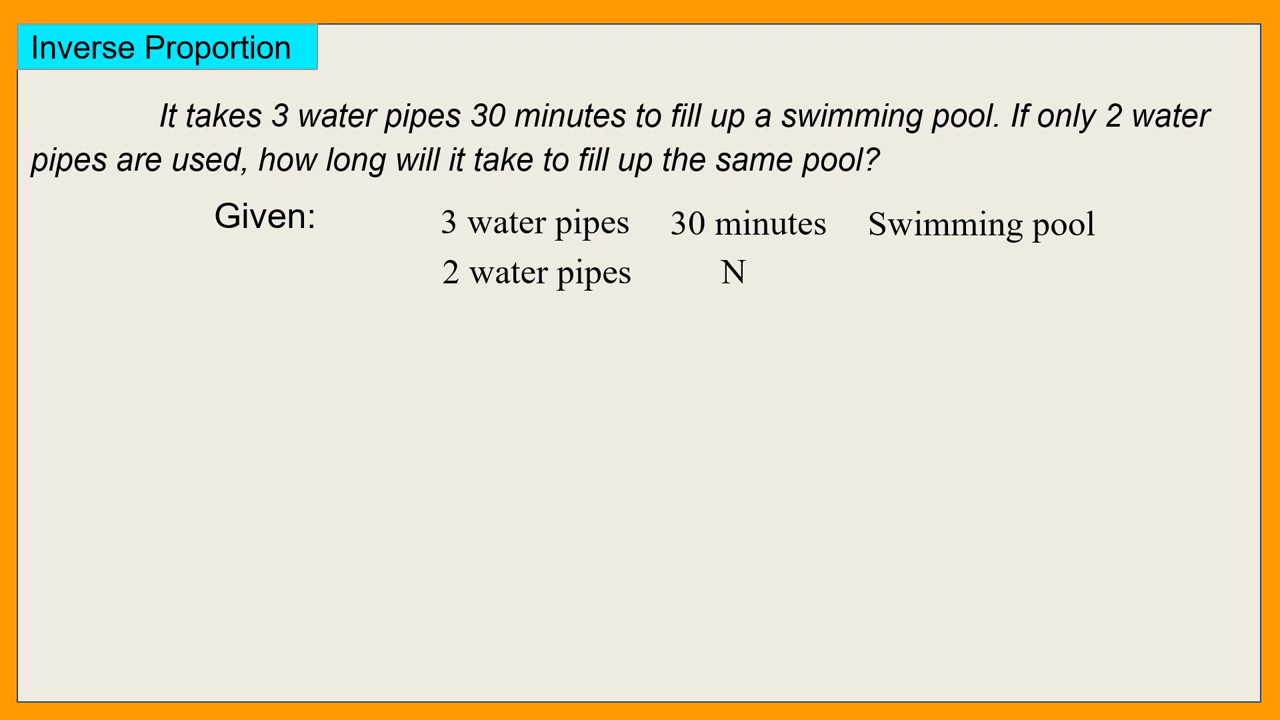 Inverse Proportion
It takes 3 water pipes 30 minutes to fill up a swimming pool. If only 2 water
pipes are used, how long will it take to fill up the same pool?
Given: 3 water pipes 30 minutes Swimming pool
2 water pipes N